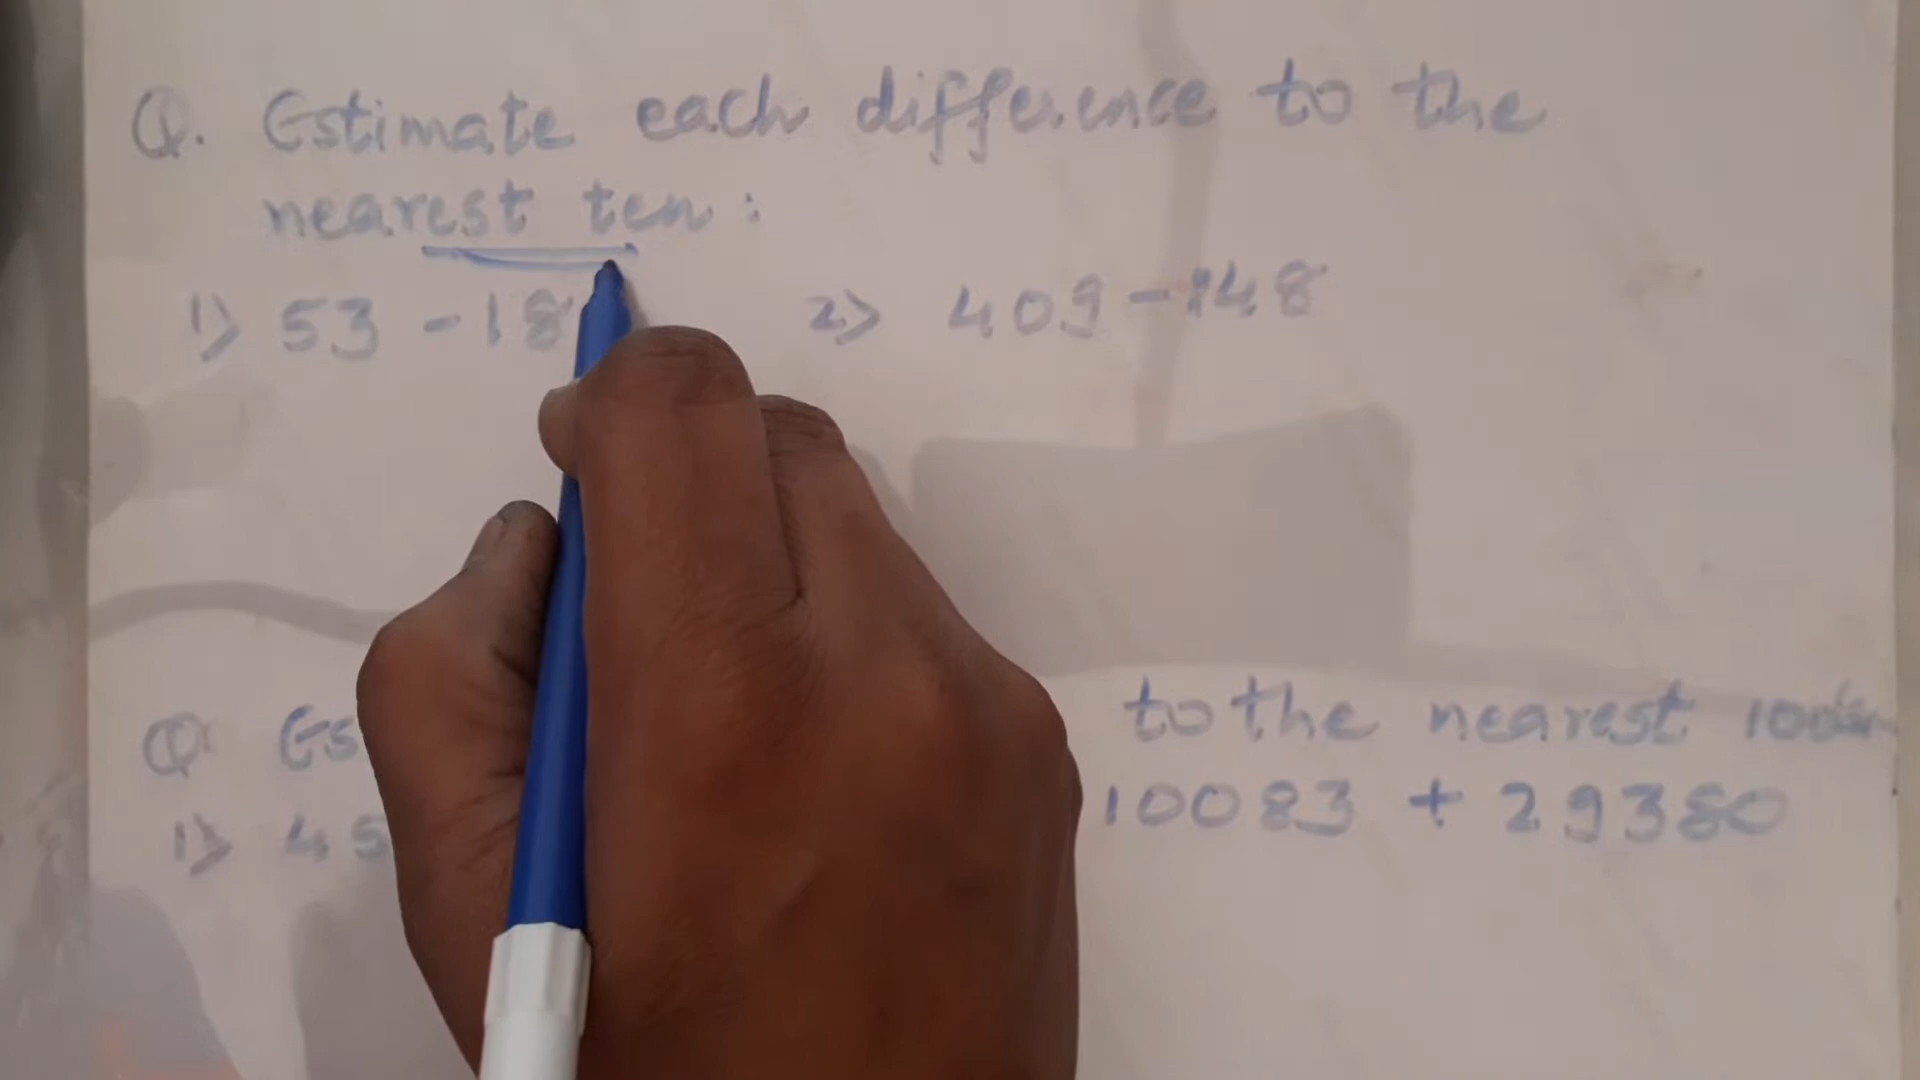 Q. Estimate each difference to the
nearest ten:
1) 53 - 18 2) 409 - 148
Q Es to the nearest
1) 45 10083 + 29380